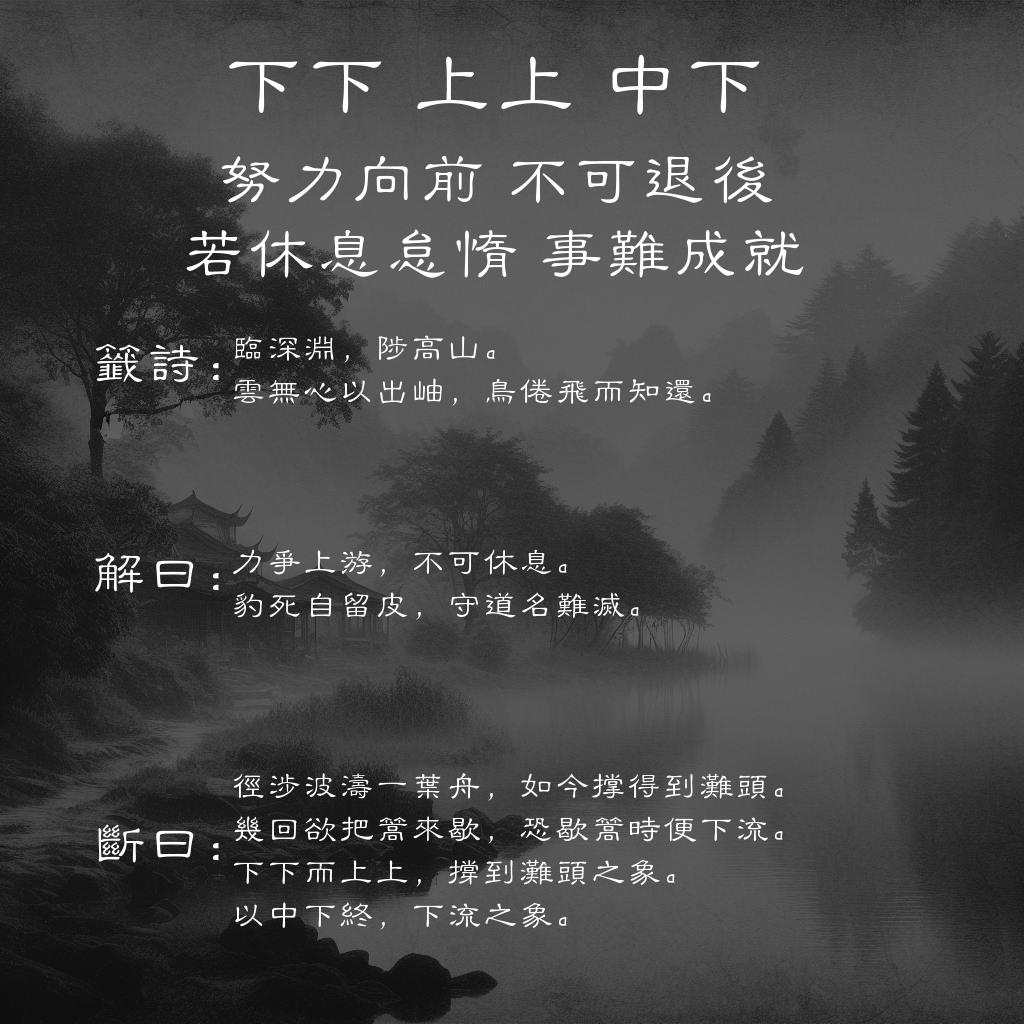 下下 上上 中下
努力向前 不可退後
若休息怠惰 事難成就
籤詩：臨深淵，陟高山。
雲無心以出岫，鳥倦飛而知還。
解曰：力爭上游，不可休息。
豹死自留皮，守道名難滅。
斷曰：徑涉波濤一葉舟，如今撐得到灘頭。
幾回欲把篙來歇，恐歇篙時便下流。
下下而上上，撐到灘頭之象。
以中下終，下流之象。